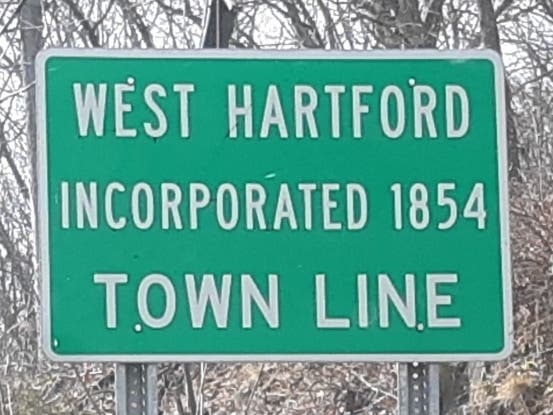 WEST HARTFORD
INCORPORATED 1854
TOWN LINE